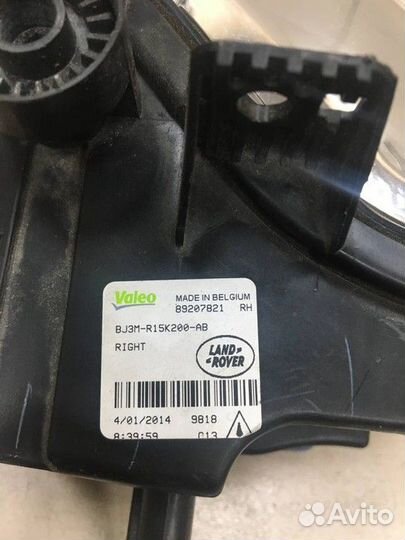 Valeo MADE IN BELGIUM
89207821 RH
BJ3M-R15K200-AB
RIGHT
LAND-
ROVER
4/01/2014 9818
8:39:59 C13
Avito